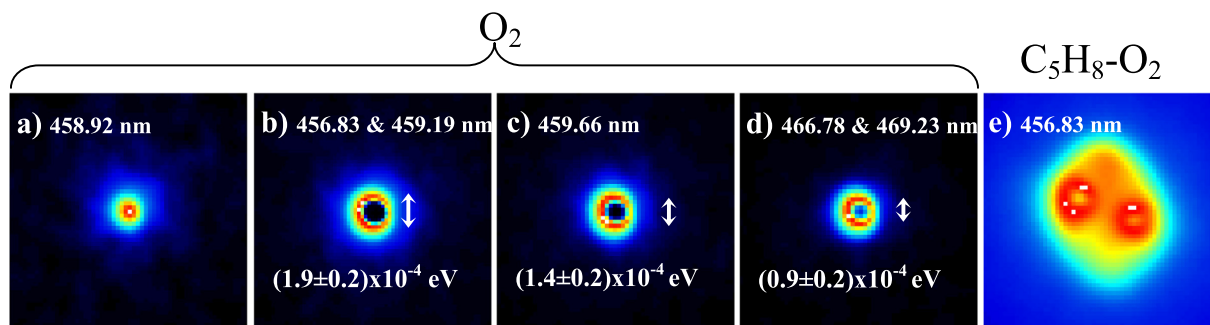 O₂
C₅H₈-O₂
a) 458.92 nm
b) 456.83 & 459.19 nm
c) 459.66 nm
d) 466.78 & 469.23 nm
e) 456.83 nm
(1.9±0.2)x10⁻⁴ eV
(1.4±0.2)x10⁻⁴ eV
(0.9±0.2)x10⁻⁴ eV